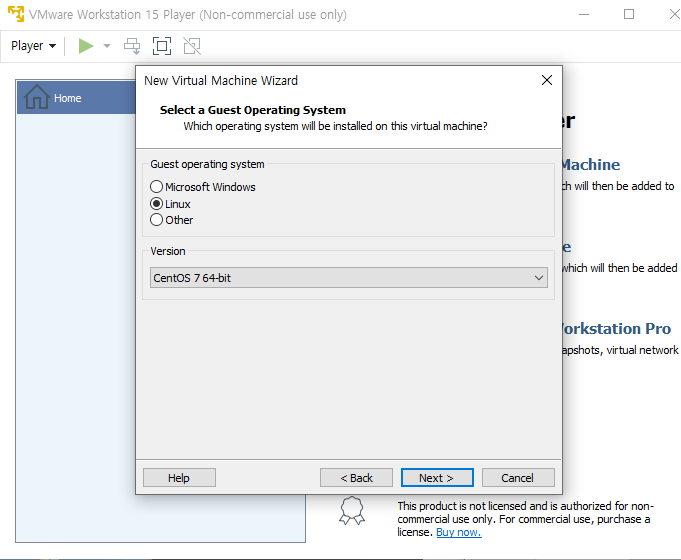 VMware Workstation 15 Player (Non-commercial use only)
Player
Home
New Virtual Machine Wizard
Select a Guest Operating System
Which operating system will be installed on this virtual machine?
Guest operating system
Microsoft Windows
Linux
Other
Version
CentOS 7 64-bit
Help
< Back
Next >
Cancel
er
Machine
ch will then be added to
e
which will then be added
Workstation Pro
apshots, virtual network
This product is not licensed and is authorized for non-
commercial use only. For commercial use, purchase a
license. Buy now.